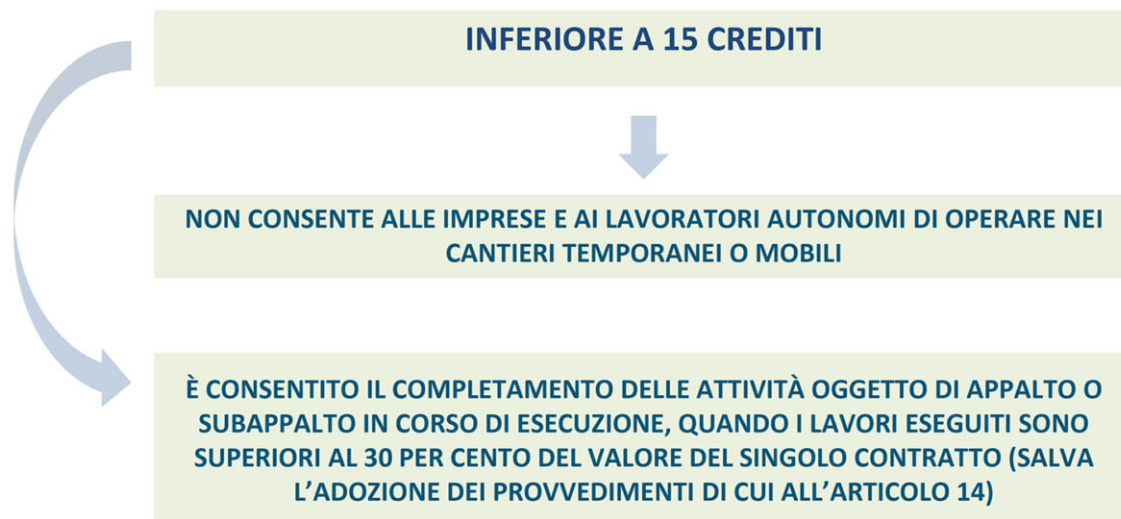 INFERIORE A 15 CREDITI
NON CONSENTE ALLE IMPRESE E AI LAVORATORI AUTONOMI DI OPERARE NEI
CANTIERI TEMPORANEI O MOBILI
È CONSENTITO IL COMPLETAMENTO DELLE ATTIVITÀ OGGETTO DI APPALTO O
SUBAPPALTO IN CORSO DI ESECUZIONE, QUANDO I LAVORI ESEGUITI SONO
SUPERIORI AL 30 PER CENTO DEL VALORE DEL SINGOLO CONTRATTO (SALVA
L’ADOZIONE DEI PROVVEDIMENTI DI CUI ALL’ARTICOLO 14)